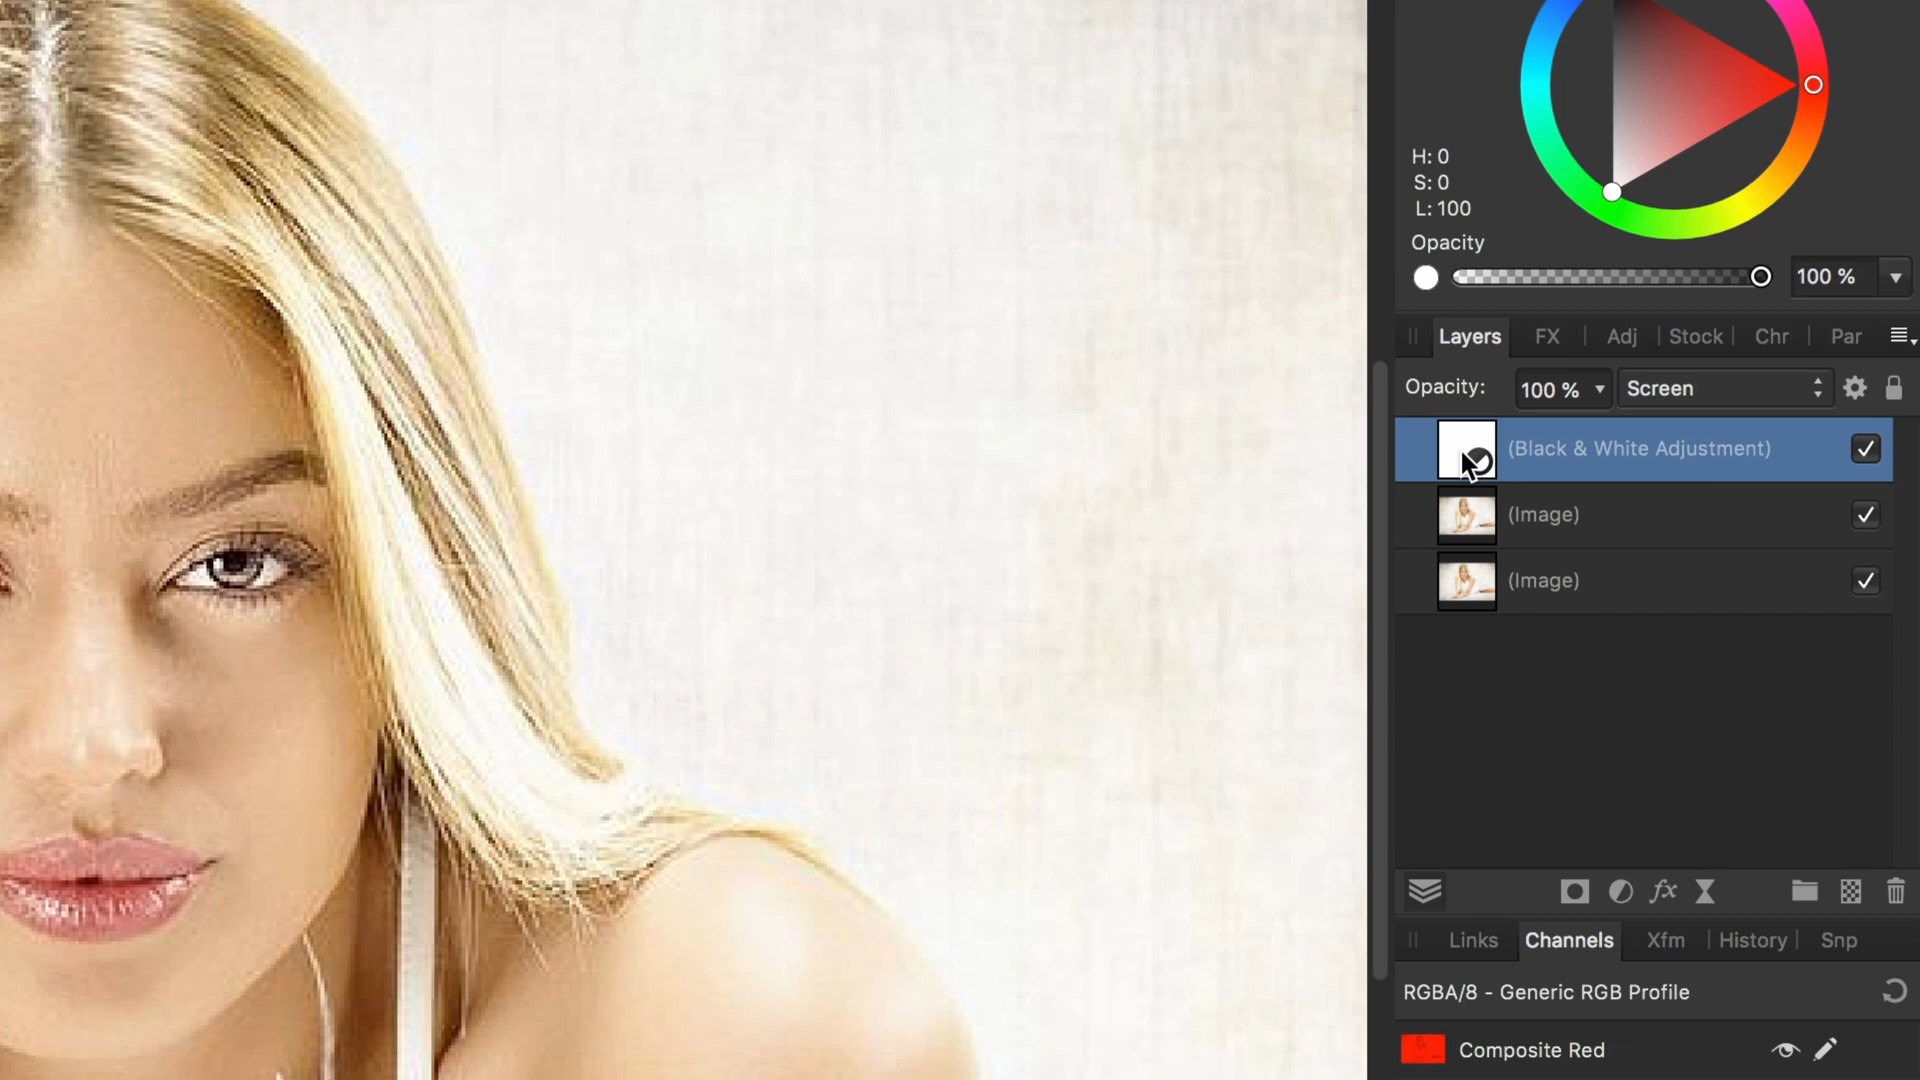 H: 0
S: 0
L: 100
Opacity
100 %
Layers FX Adj Stock Chr Par
Opacity: 100 % Screen
(Black & White Adjustment)
(Image)
(Image)
fx
Links Channels Xfm History Snp
RGBA/8 - Generic RGB Profile
Composite Red